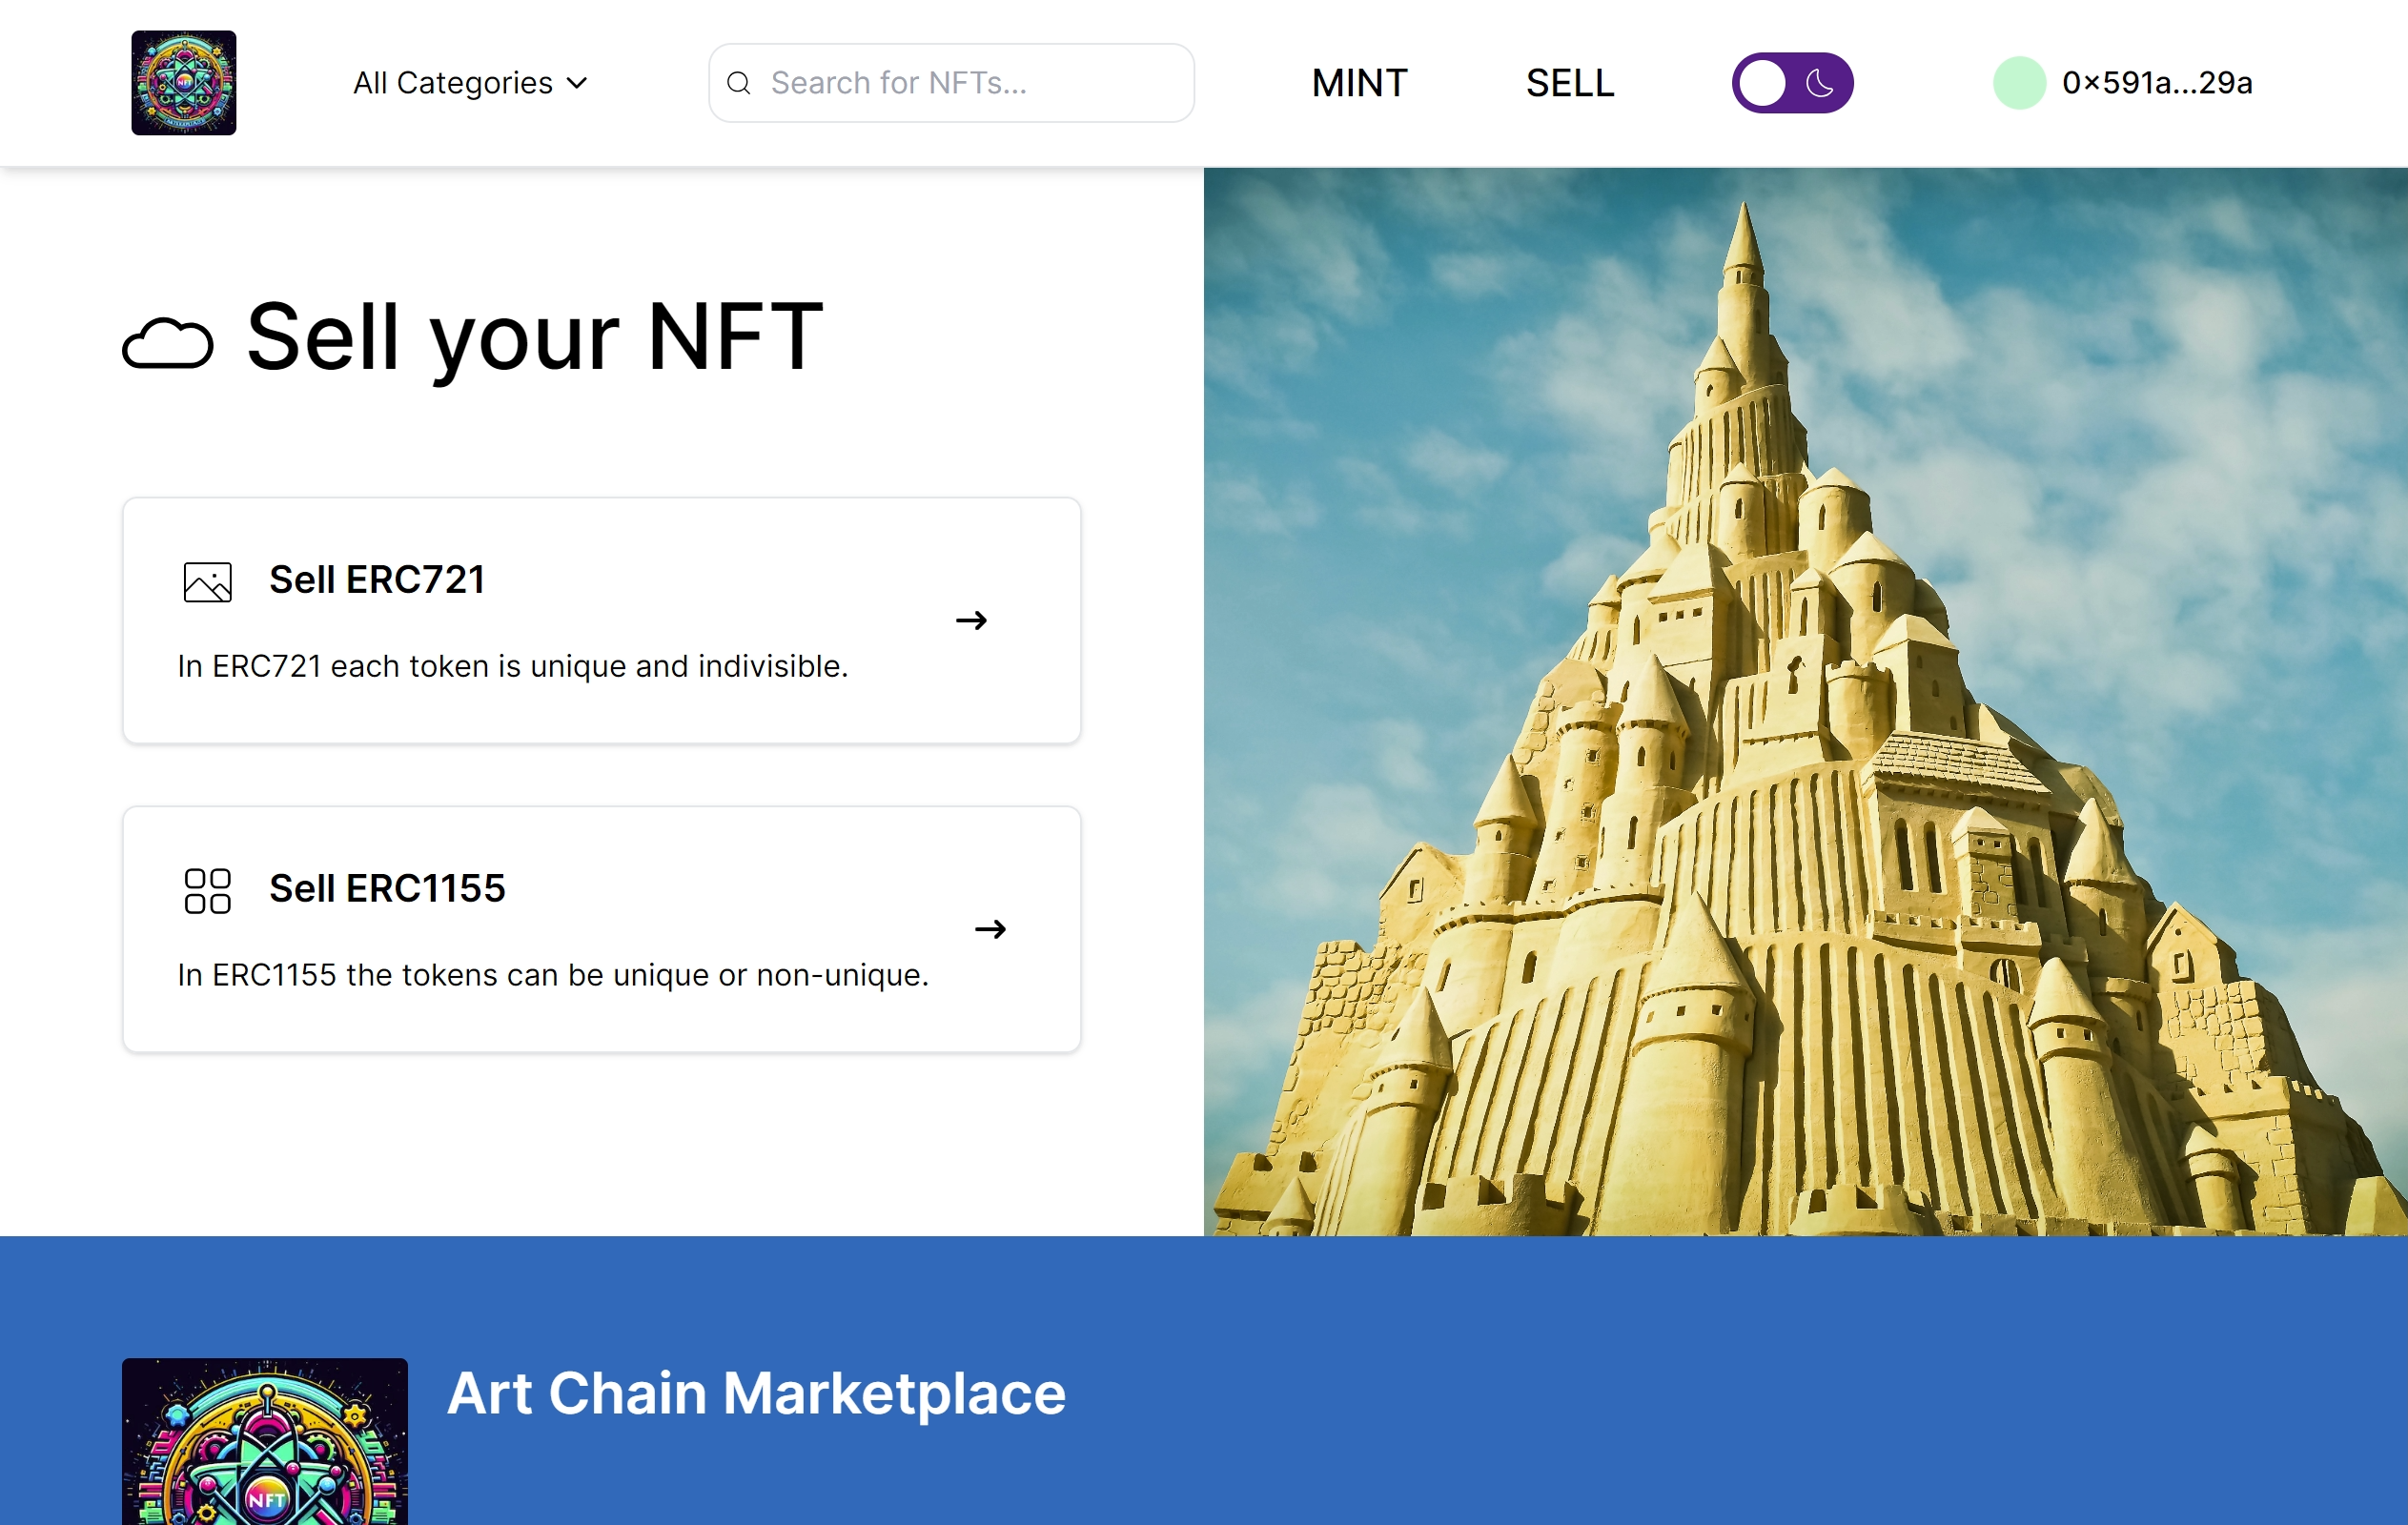 All Categories
Search for NFTs...
MINT
SELL
0×591a...29a
Sell your NFT
Sell ERC721
In ERC721 each token is unique and indivisible.
Sell ERC1155
In ERC1155 the tokens can be unique or non-unique.
Art Chain Marketplace
NFT